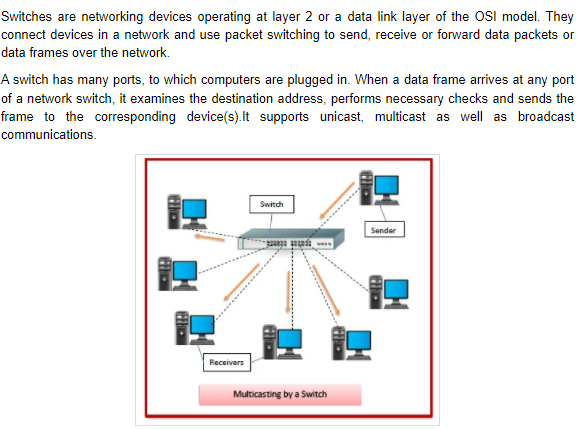 Switches are networking devices operating at layer 2 or a data link layer of the OSI model. They
connect devices in a network and use packet switching to send, receive or forward data packets or
data frames over the network.
A switch has many ports, to which computers are plugged in. When a data frame arrives at any port
of a network switch, it examines the destination address, performs necessary checks and sends the
frame to the corresponding device(s).It supports unicast, multicast as well as broadcast
communications.
Switch
Sender
Receivers
Multicasting by a Switch